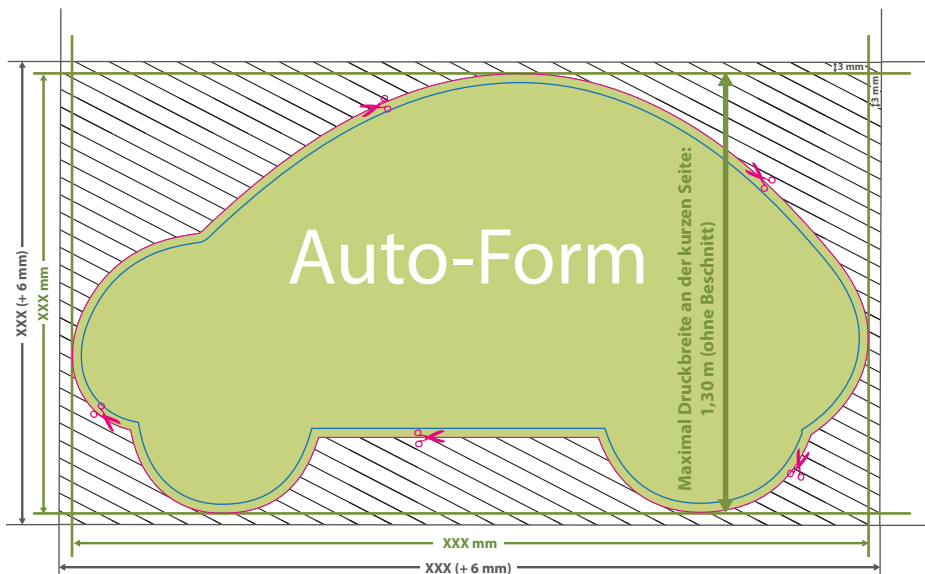 3 mm
3 mm
Auto-Form
Maximal Druckbreite an der kurzen Seite:
1,30 m (ohne Beschnitt)
XXX (+ 6 mm)
XXX mm
XXX mm
XXX (+ 6 mm)